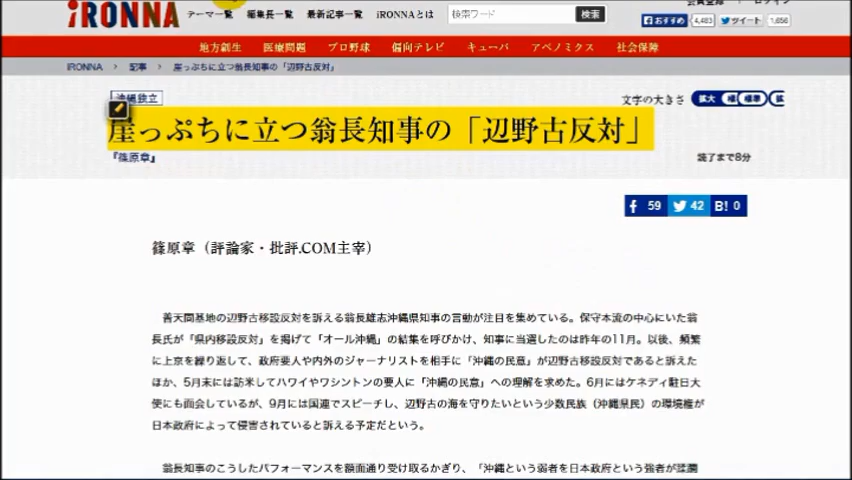 iRONNA
テーマ一覧 編集長一覧 最新記事一覧 iRONNAとは 検索ワード 検索
おすすめ 4,483 ツイート 1,656
地方創生 医療問題 プロ野球 偏向テレビ キューバ アベノミクス 社会保障
iRONNA > 記事 > 崖っぷちに立つ翁長知事の「辺野古反対」
沖縄独立
文字の大きさ 拡大 標準
崖っぷちに立つ翁長知事の「辺野古反対」
『篠原章』
読了まで8分
59 42 B! 0
篠原章（評論家・批評.COM主宰）
普天間基地の辺野古移設反対を訴える翁長雄志沖縄県知事の言動が注目を集めている。保守本流の中心にいた翁
長氏が「県内移設反対」を掲げて「オール沖縄」の結集を呼びかけ、知事に当選したのは昨年の11月。以後、頻繁
に上京を繰り返して、政府要人や内外のジャーナリストを相手に「沖縄の民意」が辺野古移設反対であると訴えた
ほか、5月末には訪米してハワイやワシントンの要人に「沖縄の民意」への理解を求めた。6月にはケネディ駐日大
使にも面会しているが、9月には国連でスピーチし、辺野古の海を守りたいという少数民族（沖縄県民）の環境権が
日本政府によって侵害されていると訴える予定だという。
翁長知事のこうしたパフォーマンスを額面通り受け取るかぎり、「沖縄という弱者を日本政府という強者が蹂躙